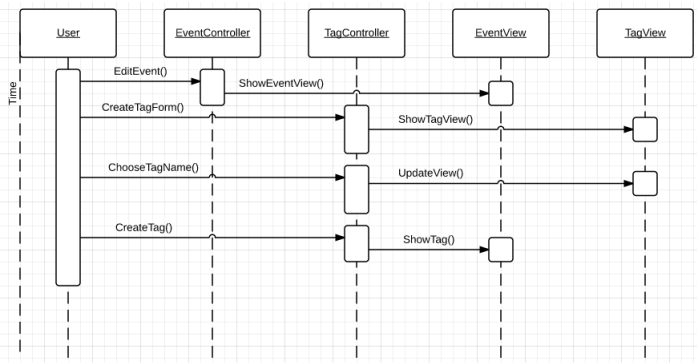 User
EventController
TagController
EventView
TagView
Time
EditEvent()
ShowEventView()
CreateTagForm()
ShowTagView()
ChooseTagName()
UpdateView()
CreateTag()
ShowTag()